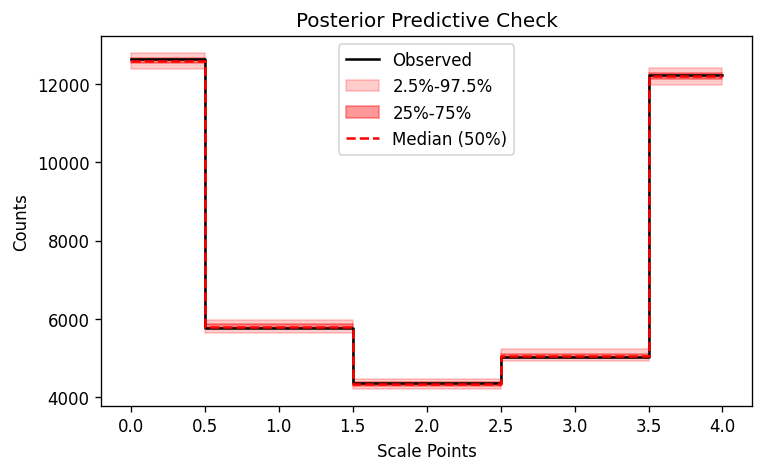 Posterior Predictive Check
Observed
2.5%-97.5%
25%-75%
Median (50%)
12000
10000
8000
6000
4000
Counts
0.0 0.5 1.0 1.5 2.0 2.5 3.0 3.5 4.0
Scale Points